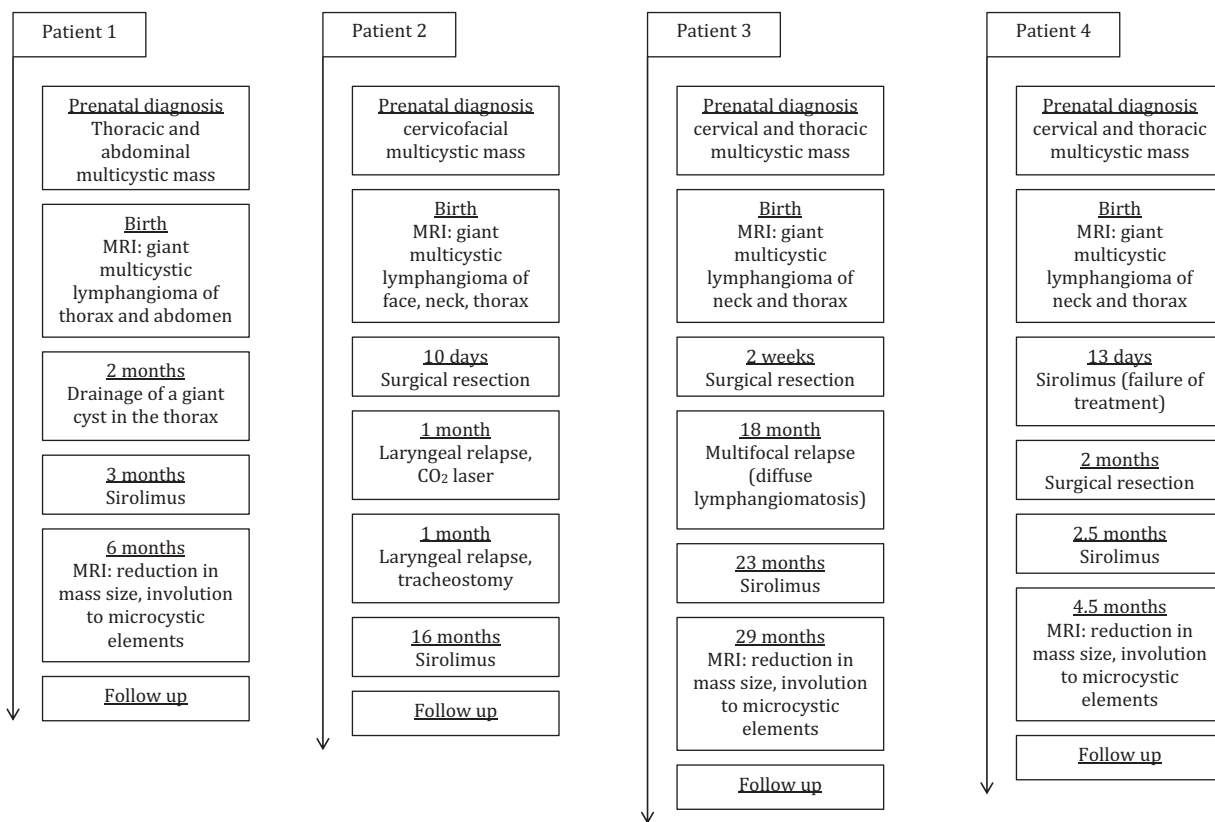 Patient 1
Prenatal diagnosis
Thoracic and
abdominal
multicystic mass
Birth
MRI: giant
multicystic
lymphangioma of
thorax and abdomen
2 months
Drainage of a giant
cyst in the thorax
3 months
Sirolimus
6 months
MRI: reduction in
mass size, involution
to microcystic
elements
Follow up
Patient 2
Prenatal diagnosis
cervicofacial
multicystic mass
Birth
MRI: giant
multicystic
lymphangioma of
face, neck, thorax
10 days
Surgical resection
1 month
Laryngeal relapse,
CO₂ laser
1 month
Laryngeal relapse,
tracheostomy
16 months
Sirolimus
Follow up
Patient 3
Prenatal diagnosis
cervical and thoracic
multicystic mass
Birth
MRI: giant
multicystic
lymphangioma of
neck and thorax
2 weeks
Surgical resection
18 month
Multifocal relapse
(diffuse
lymphangiomatosis)
23 months
Sirolimus
29 months
MRI: reduction in
mass size, involution
to microcystic
elements
Follow up
Patient 4
Prenatal diagnosis
cervical and thoracic
multicystic mass
Birth
MRI: giant
multicystic
lymphangioma of
neck and thorax
13 days
Sirolimus (failure of
treatment)
2 months
Surgical resection
2.5 months
Sirolimus
4.5 months
MRI: reduction in
mass size, involution
to microcystic
elements
Follow up